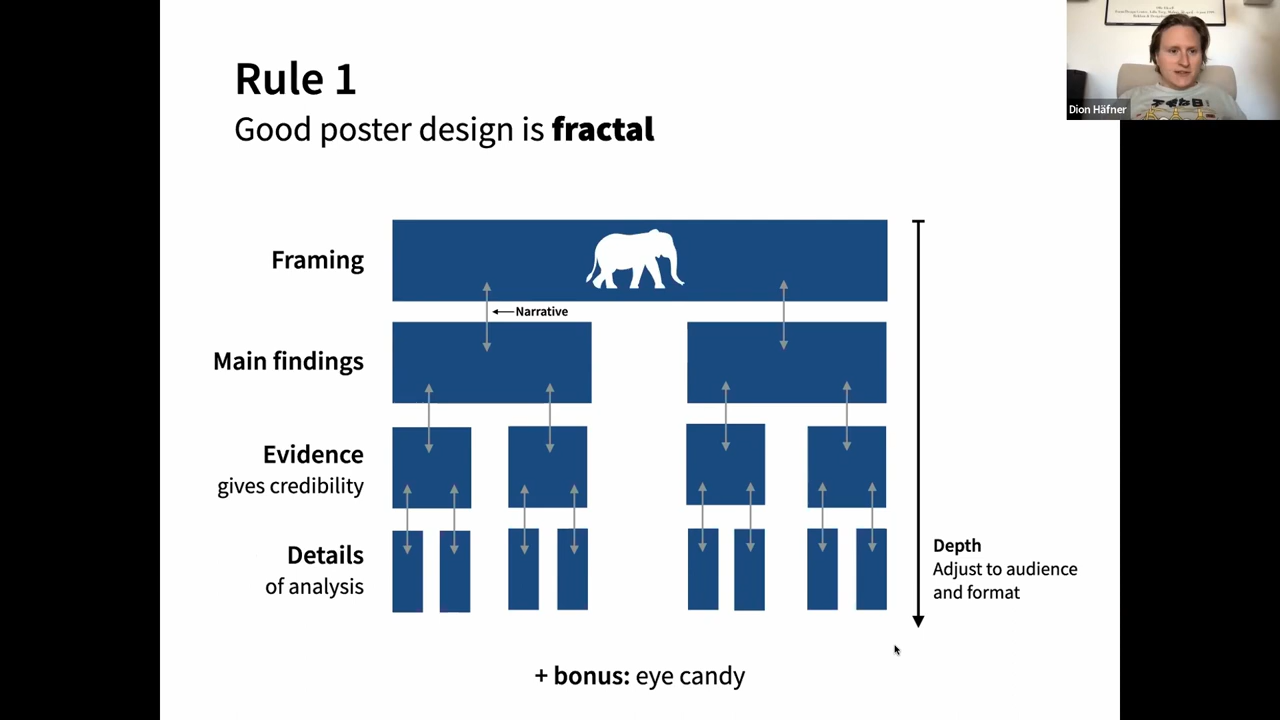 Rule 1
Good poster design is fractal
Dion Häfner
Framing
Narrative
Main findings
Evidence
gives credibility
Details
of analysis
Depth
Adjust to audience
and format
+ bonus: eye candy